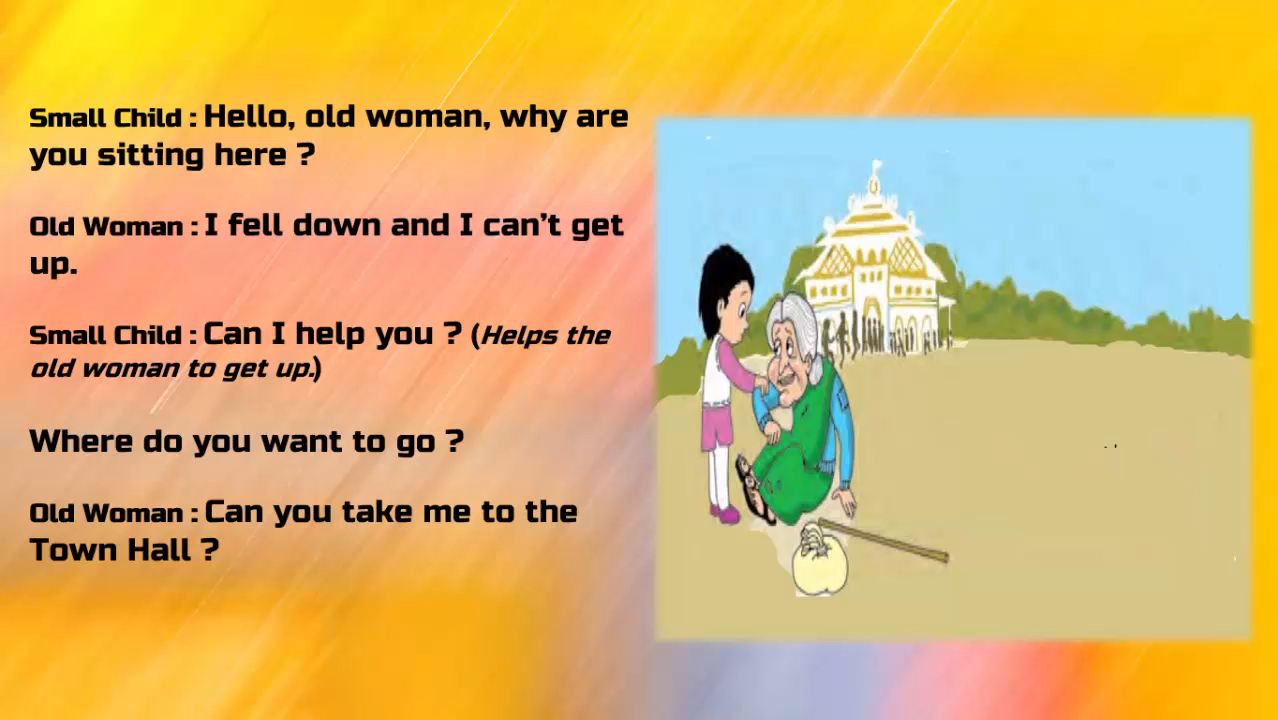 Small Child : Hello, old woman, why are
you sitting here ?
Old Woman : I fell down and I can’t get
up.
Small Child : Can I help you ? (Helps the
old woman to get up.)
Where do you want to go ?
Old Woman : Can you take me to the
Town Hall ?